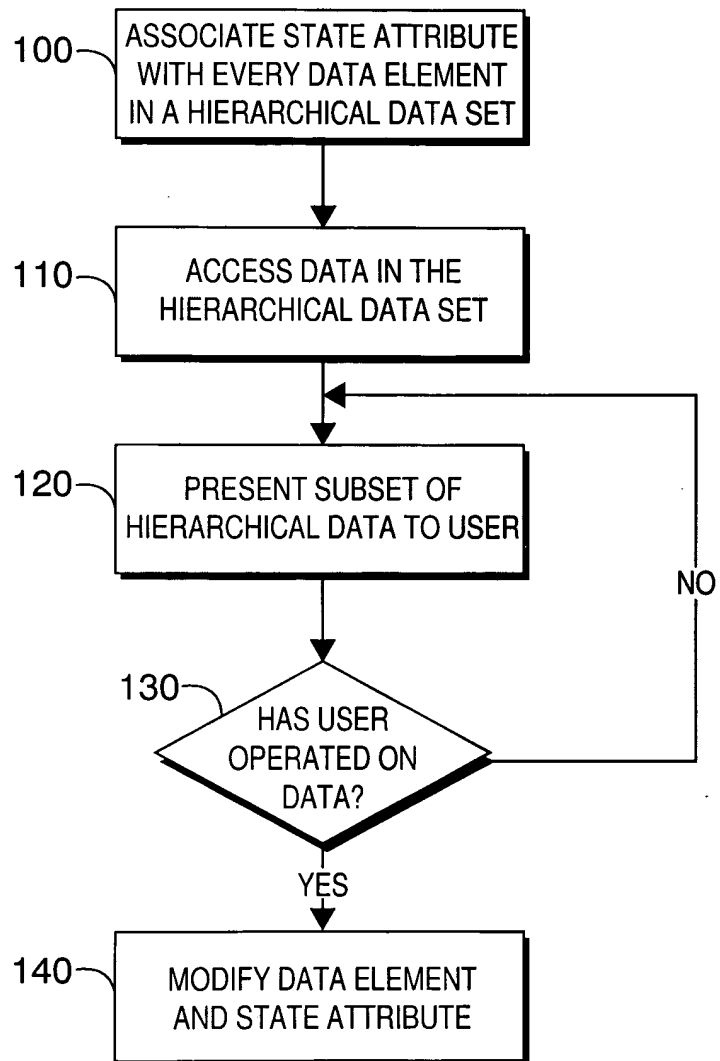 100
ASSOCIATE STATE ATTRIBUTE
WITH EVERY DATA ELEMENT
IN A HIERARCHICAL DATA SET
110
ACCESS DATA IN THE
HIERARCHICAL DATA SET
120
PRESENT SUBSET OF
HIERARCHICAL DATA TO USER
NO
130
HAS USER
OPERATED ON
DATA?
YES
140
MODIFY DATA ELEMENT
AND STATE ATTRIBUTE